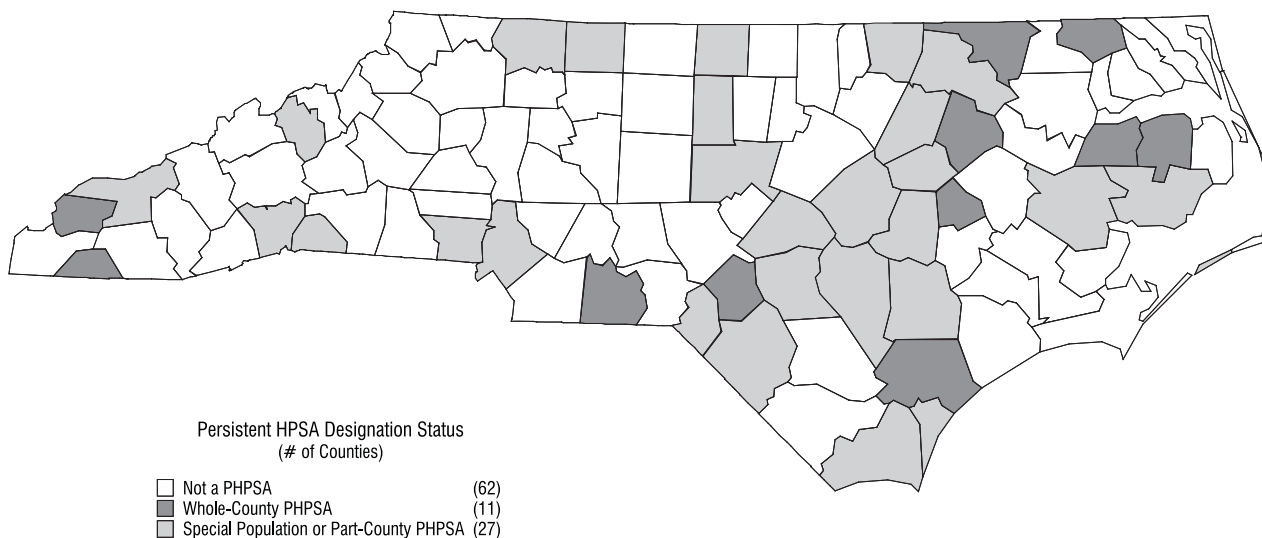 Persistent HPSA Designation Status
(# of Counties)
Not a PHPSA (62)
Whole-County PHPSA (11)
Special Population or Part-County PHPSA (27)